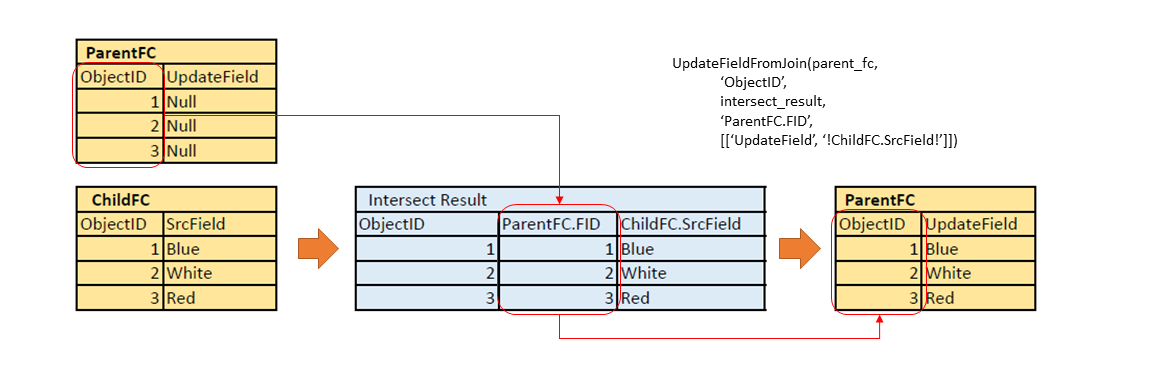 ParentFC
ObjectID UpdateField
1 Null
2 Null
3 Null
UpdateFieldFromJoin(parent_fc,
‘ObjectID’,
intersect_result,
‘ParentFC.FID’,
[[‘UpdateField’, ‘!ChildFC.SrcField!’]])
ChildFC
ObjectID SrcField
1 Blue
2 White
3 Red
Intersect Result
ObjectID ParentFC.FID ChildFC.SrcField
1 1 Blue
2 2 White
3 3 Red
ParentFC
ObjectID UpdateField
1 Blue
2 White
3 Red